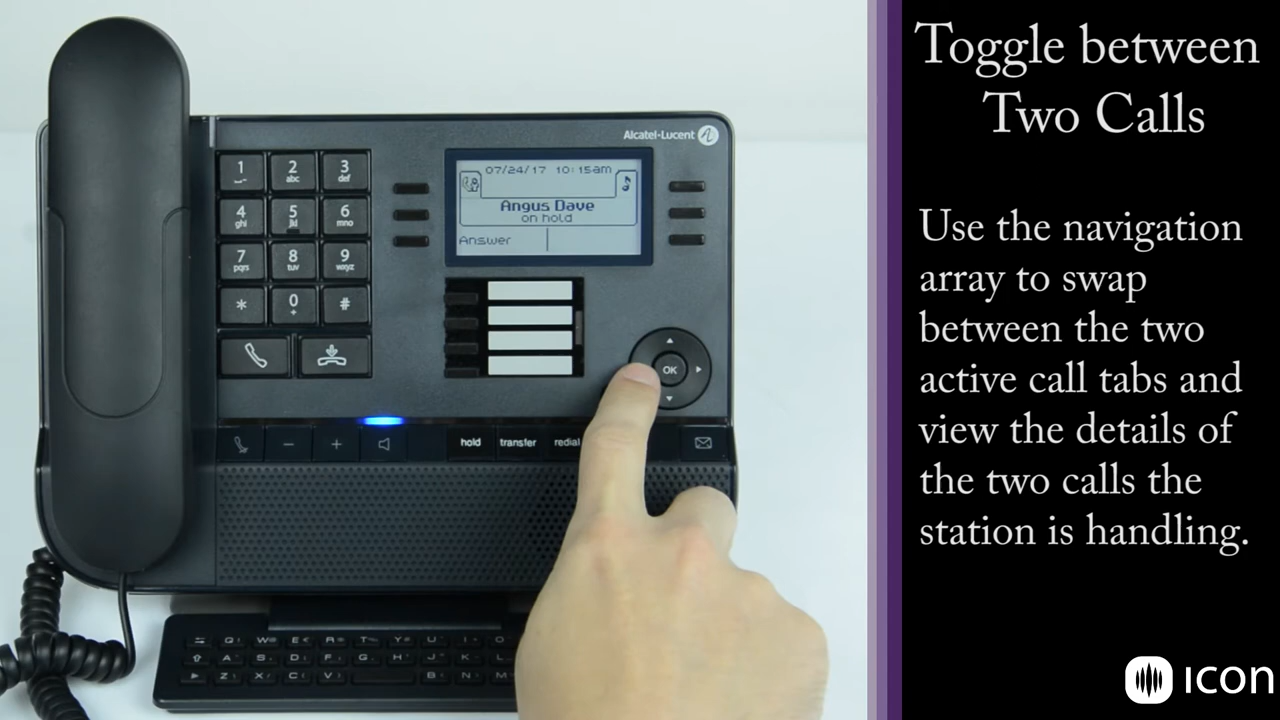 Toggle between
Two Calls
Use the navigation
array to swap
between the two
active call tabs and
view the details of
the two calls the
station is handling.
icon
Alcatel-Lucent
07/24/17 10:15am
Angus Dave
on hold
Answer
1 2 abc 3 def
4 ghi 5 jkl 6 mno
7 pqrs 8 tuv 9 wxyz
* 0 + #
OK
− +
hold transfer redial
Q W E R T Y U I O
A S D F G H J K L
Z X C V B N M